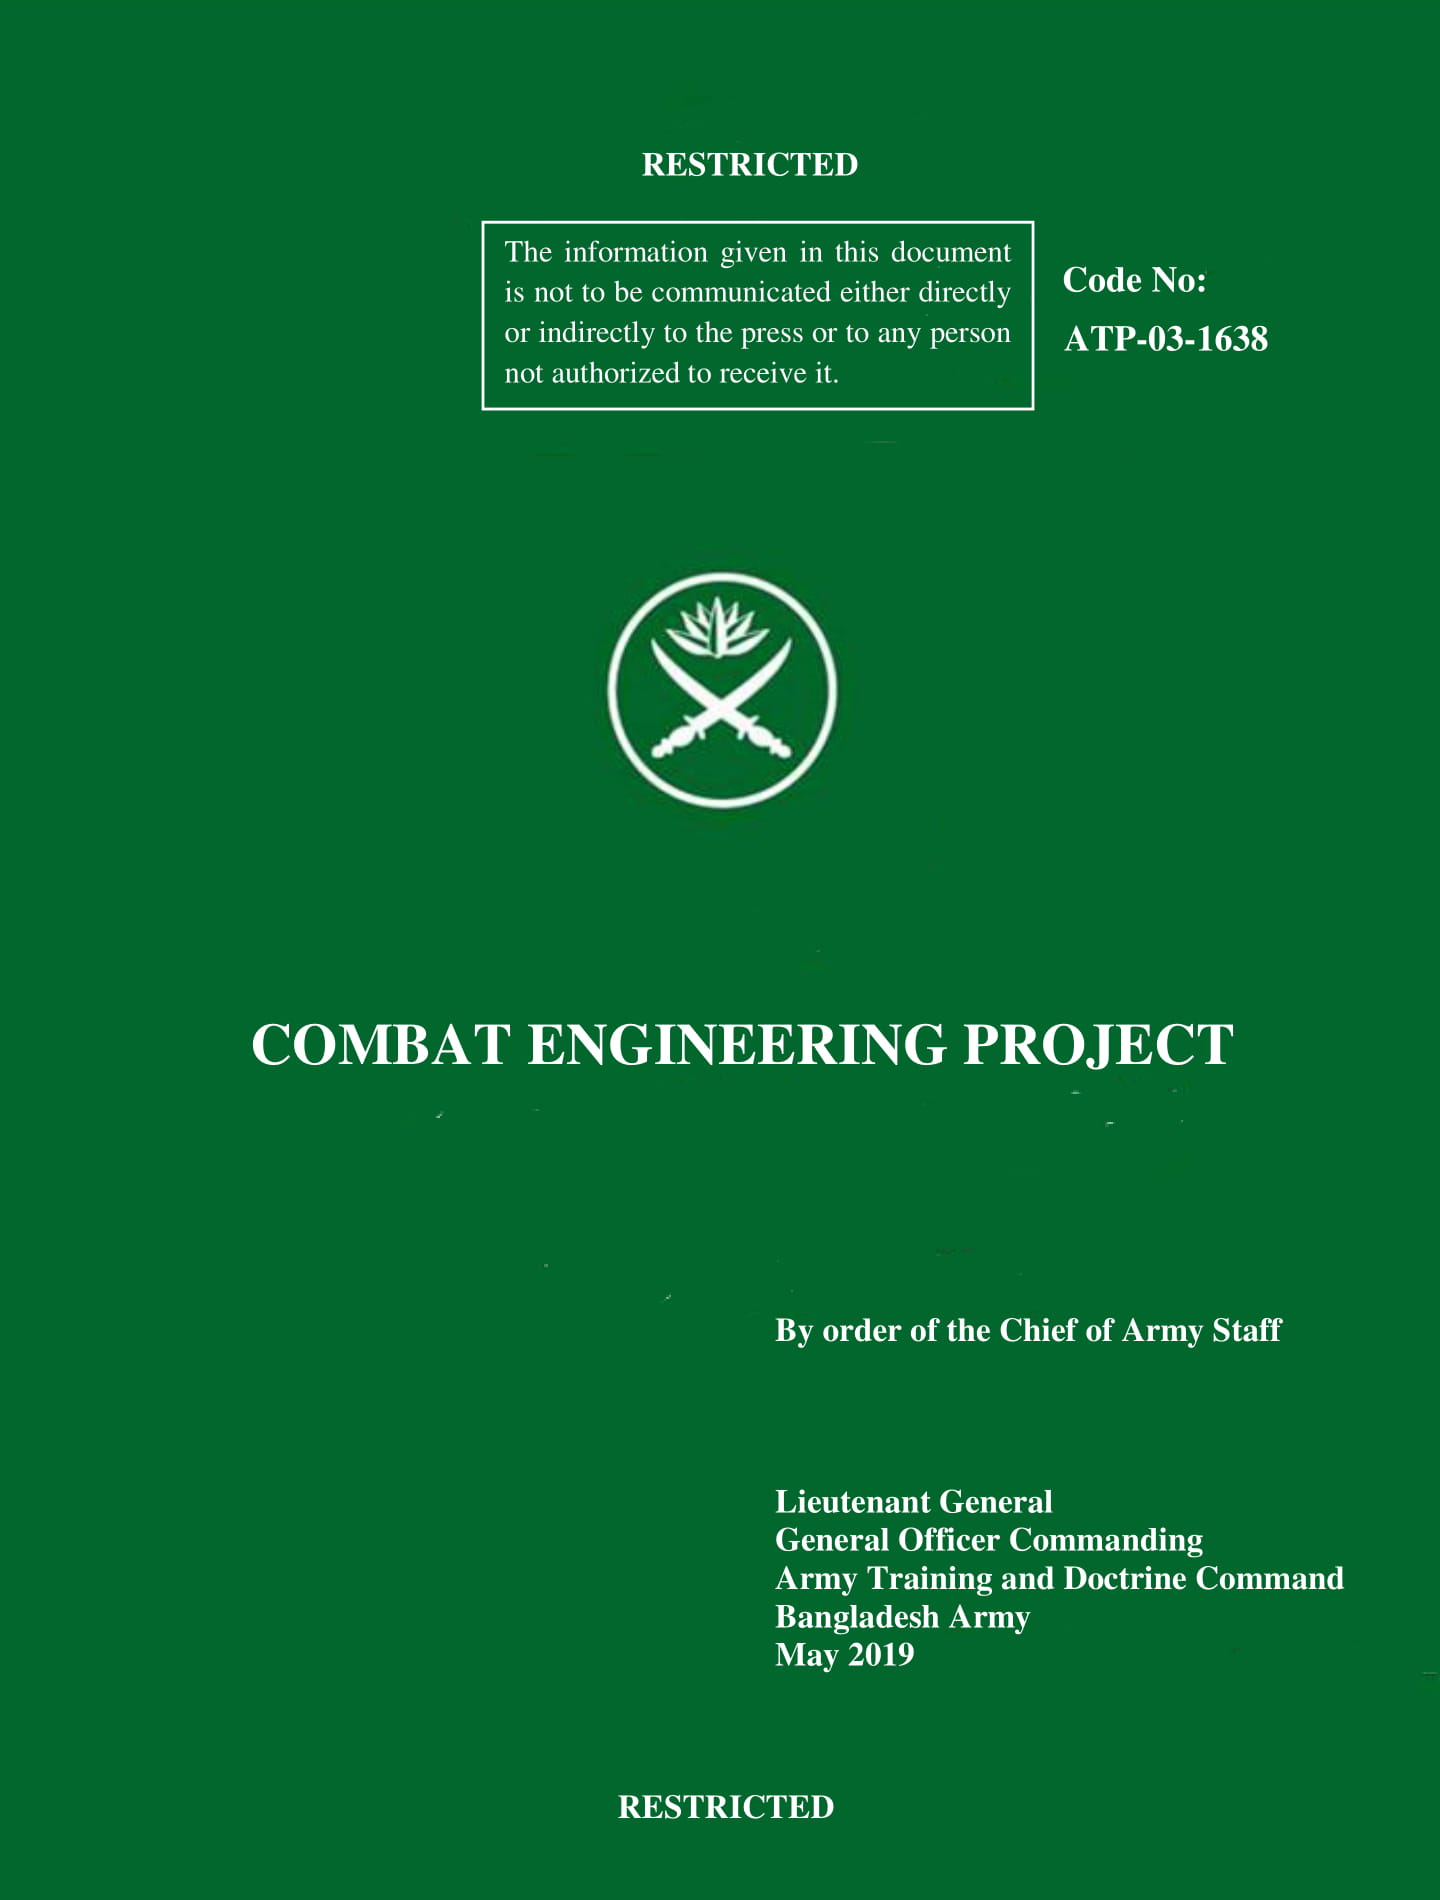 RESTRICTED
The information given in this document
is not to be communicated either directly
or indirectly to the press or to any person
not authorized to receive it.
Code No:
ATP-03-1638
COMBAT ENGINEERING PROJECT
By order of the Chief of Army Staff
Lieutenant General
General Officer Commanding
Army Training and Doctrine Command
Bangladesh Army
May 2019
RESTRICTED